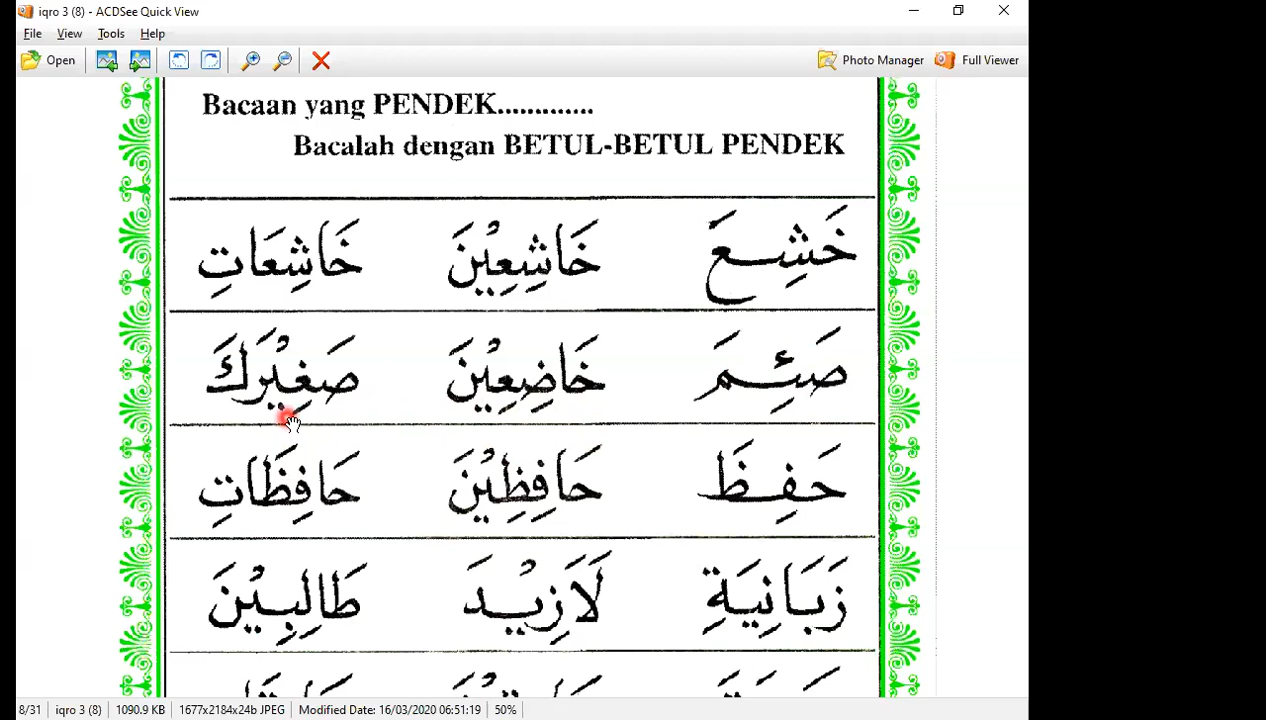 iqro 3 (8) - ACDSee Quick View
File View Tools Help
Open Photo Manager Full Viewer
Bacaan yang PENDEK.............
Bacalah dengan BETUL-BETUL PENDEK
خَشِعَ خَاشِعِيْنَ خَاشِعَاتِ
صَئِمَ خَاضِعِيْنَ صَغِيْرَكَ
حَفِظَ حَافِظِيْنَ حَافِظَاتِ
زَبَانِيَةِ لَازِيْدَ طَالِبِيْنَ
8/31 iqro 3 (8) 1090.9 KB 1677x2184x24b JPEG Modified Date: 16/03/2020 06:51:19 50%